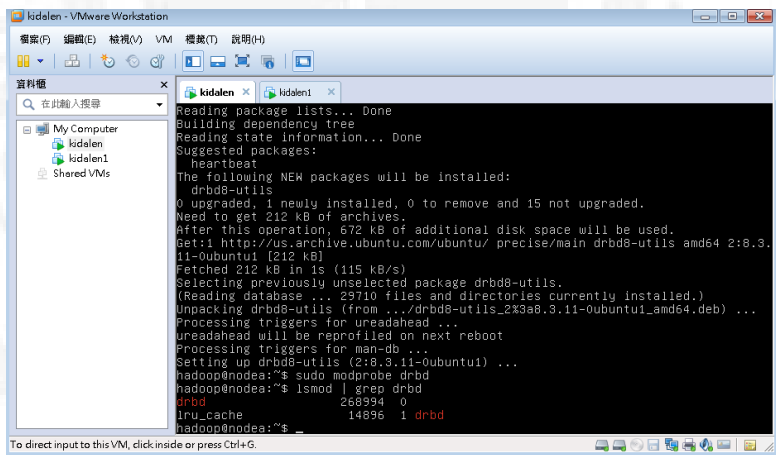 kidalen - VMware Workstation
檔案(F) 編輯(E) 檢視(V) VM 標籤(T) 說明(H)
資料櫃
在此輸入搜尋
My Computer
kidalen
kidalen1
Shared VMs
kidalen
kidalen1
Reading package lists... Done
Building dependency tree
Reading state information... Done
Suggested packages:
heartbeat
The following NEW packages will be installed:
drbd8-utils
0 upgraded, 1 newly installed, 0 to remove and 15 not upgraded.
Need to get 212 kB of archives.
After this operation, 672 kB of additional disk space will be used.
Get:1 http://us.archive.ubuntu.com/ubuntu/ precise/main drbd8-utils amd64 2:8.3.
11-0ubuntu1 [212 kB]
Fetched 212 kB in 1s (115 kB/s)
Selecting previously unselected package drbd8-utils.
(Reading database ... 29710 files and directories currently installed.)
Unpacking drbd8-utils (from .../drbd8-utils_2%3a8.3.11-0ubuntu1_amd64.deb) ...
Processing triggers for ureadahead ...
ureadahead will be reprofiled on next reboot
Processing triggers for man-db ...
Setting up drbd8-utils (2:8.3.11-0ubuntu1) ...
hadoop@nodea:~$ sudo modprobe drbd
hadoop@nodea:~$ lsmod | grep drbd
drbd 268994 0
lru_cache 14896 1 drbd
hadoop@nodea:~$ _
To direct input to this VM, click inside or press Ctrl+G.